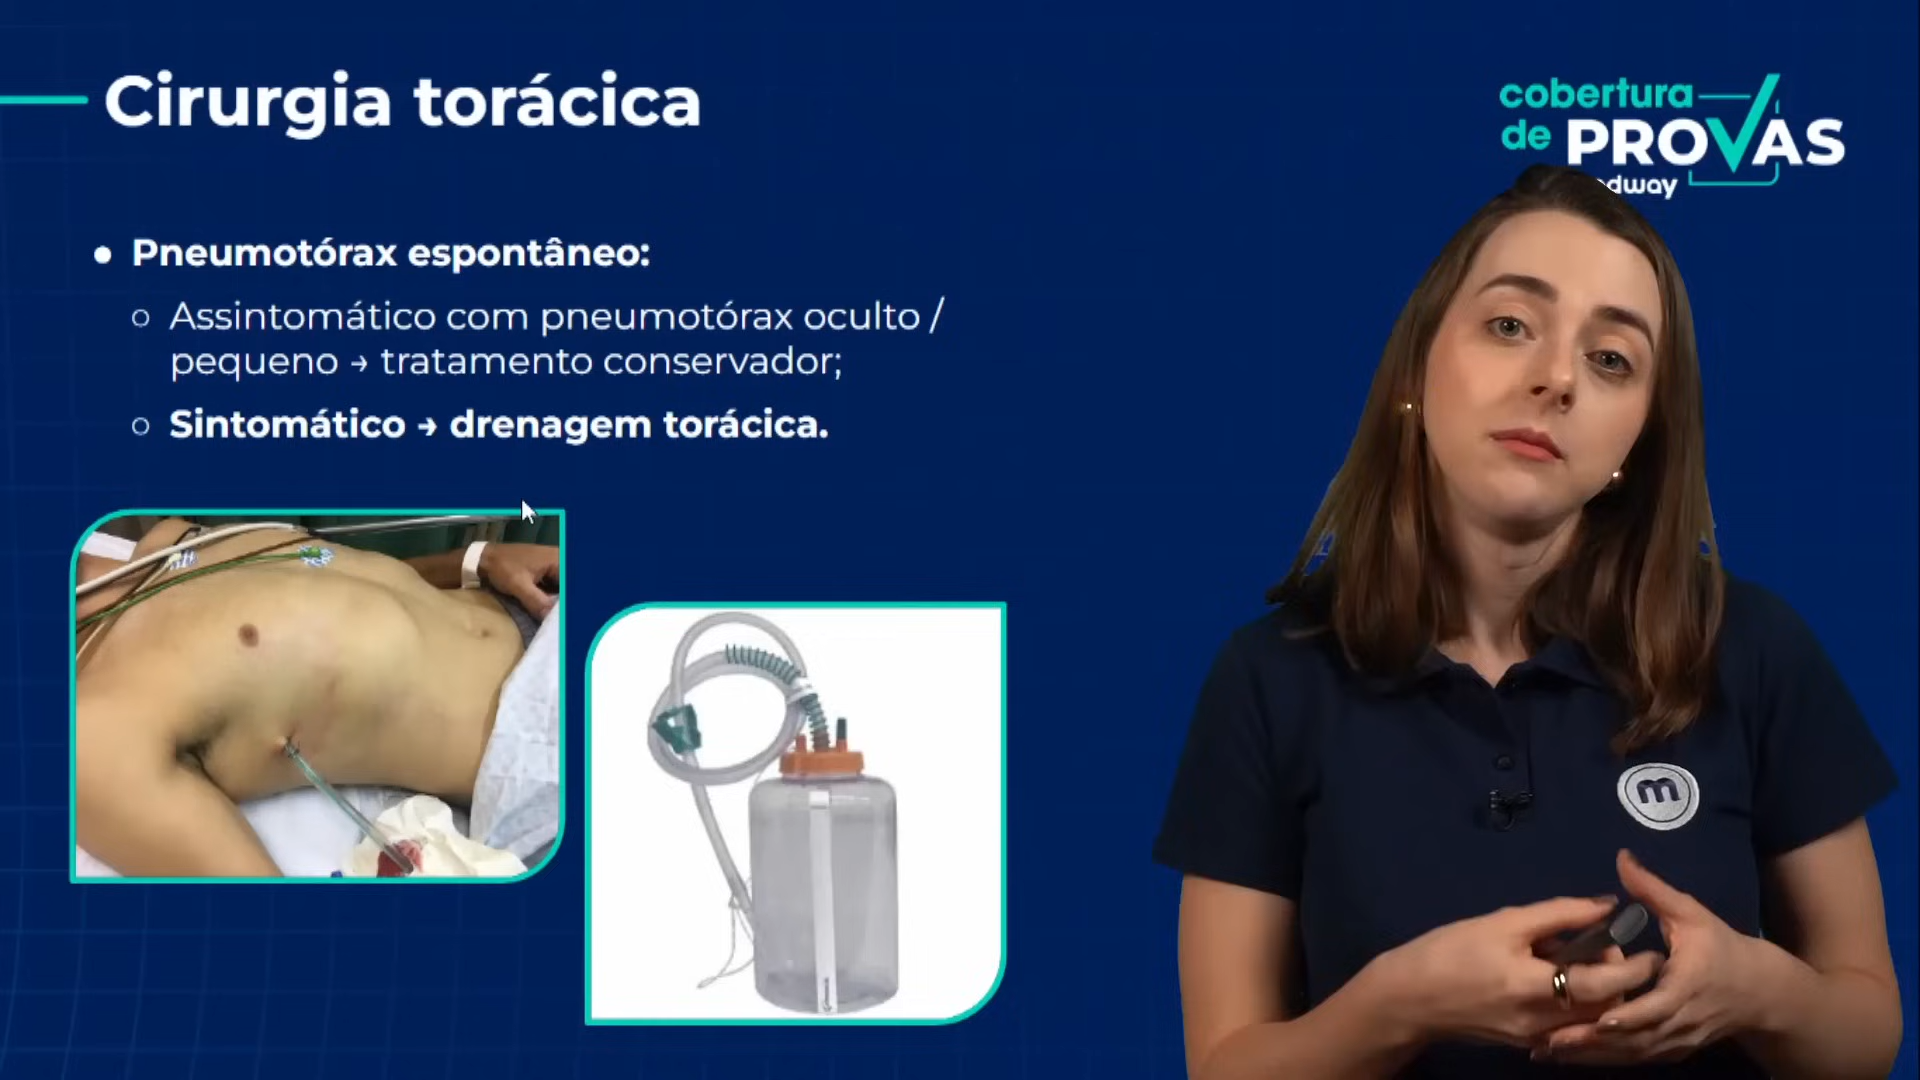 Cirurgia torácica
cobertura
de PROVAS
Pneumotórax espontâneo:
Assintomático com pneumotórax oculto /
pequeno → tratamento conservador;
Sintomático → drenagem torácica.
m